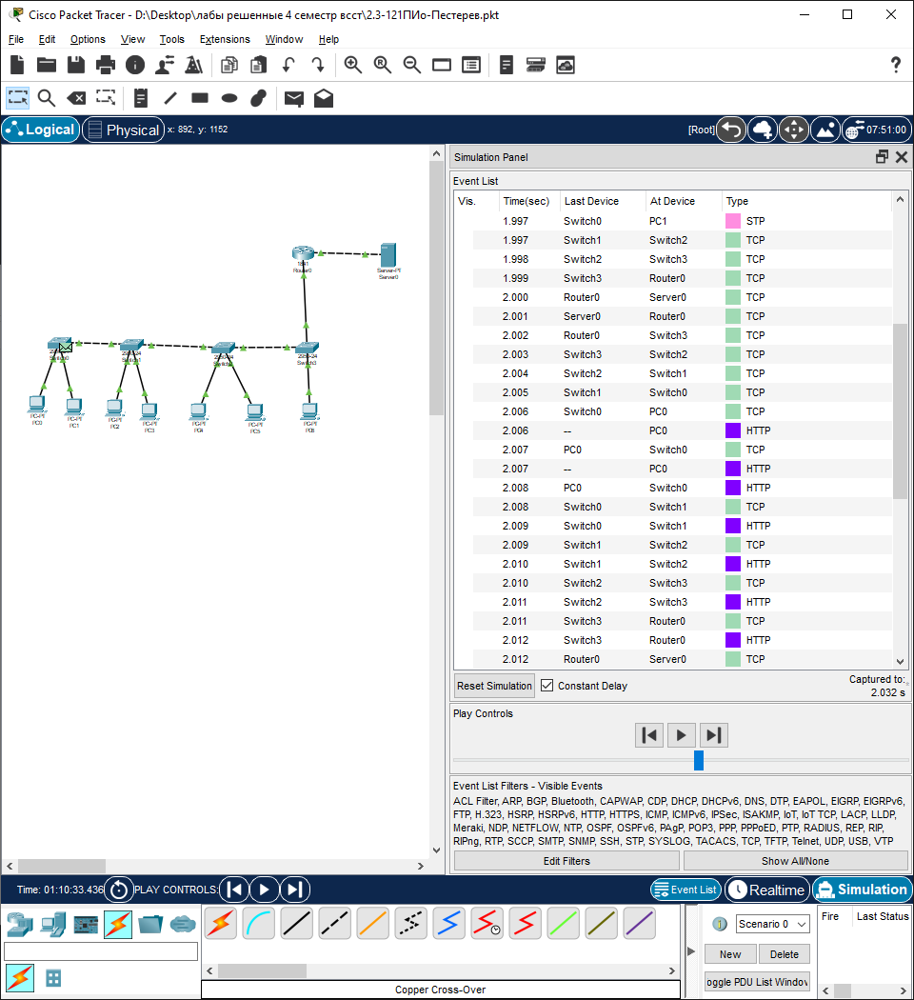 Cisco Packet Tracer - D:\Desktop\лабы решенные 4 семестр всст\2.3-121ПИо-Пестерев.pkt
File Edit Options View Tools Extensions Window Help
Logical Physical x: 892, y: 1152 [Root] 07:51:00
Simulation Panel
Event List
Vis. Time(sec) Last Device At Device Type
1.997 Switch0 PC1 STP
1.997 Switch1 Switch2 TCP
1.998 Switch2 Switch3 TCP
1.999 Switch3 Router0 TCP
2.000 Router0 Server0 TCP
2.001 Server0 Router0 TCP
2.002 Router0 Switch3 TCP
2.003 Switch3 Switch2 TCP
2.004 Switch2 Switch1 TCP
2.005 Switch1 Switch0 TCP
2.006 Switch0 PC0 TCP
2.006 -- PC0 HTTP
2.007 PC0 Switch0 TCP
2.007 -- PC0 HTTP
2.008 PC0 Switch0 HTTP
2.008 Switch0 Switch1 TCP
2.009 Switch0 Switch1 HTTP
2.009 Switch1 Switch2 TCP
2.010 Switch1 Switch2 HTTP
2.010 Switch2 Switch3 TCP
2.011 Switch2 Switch3 HTTP
2.011 Switch3 Router0 TCP
2.012 Switch3 Router0 HTTP
2.012 Router0 Server0 TCP
1841
Router0
Server-PT
Server0
Switch0
Switch1
2950-24
2950-24
Switch3
PC-PT
PC0
PC-PT
PC1
PC-PT
PC2
PC-PT
PC3
PC-PT
PC4
PC-PT
PC5
PC-PT
PC6
Reset Simulation Constant Delay
Captured to:
2.032 s
Play Controls
Event List Filters - Visible Events
ACL Filter, ARP, BGP, Bluetooth, CAPWAP, CDP, DHCP, DHCPv6, DNS, DTP, EAPOL, EIGRP, EIGRPv6,
FTP, H.323, HSRP, HSRPv6, HTTP, HTTPS, ICMP, ICMPv6, IPSec, ISAKMP, IoT, IoT TCP, LACP, LLDP,
Meraki, NDP, NETFLOW, NTP, OSPF, OSPFv6, PAgP, POP3, PPP, PPPoED, PTP, RADIUS, REP, RIP,
RIPng, RTP, SCCP, SMTP, SNMP, SSH, STP, SYSLOG, TACACS, TCP, TFTP, Telnet, UDP, USB, VTP
Edit Filters Show All/None
Time: 01:10:33.436 PLAY CONTROLS: Event List Realtime Simulation
Scenario 0
New Delete
oggle PDU List Window
Fire Last Status
Copper Cross-Over